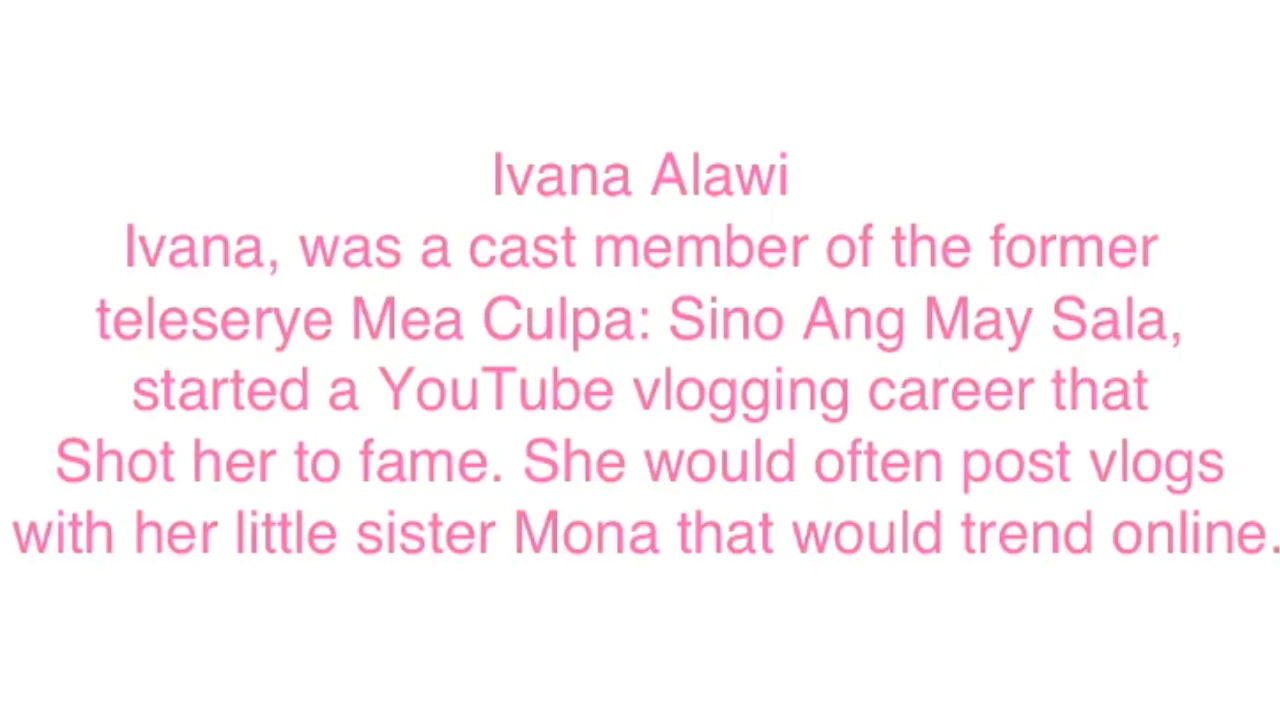 Ivana Alawi
Ivana, was a cast member of the former
teleserye Mea Culpa: Sino Ang May Sala,
started a YouTube vlogging career that
Shot her to fame. She would often post vlogs
with her little sister Mona that would trend online.